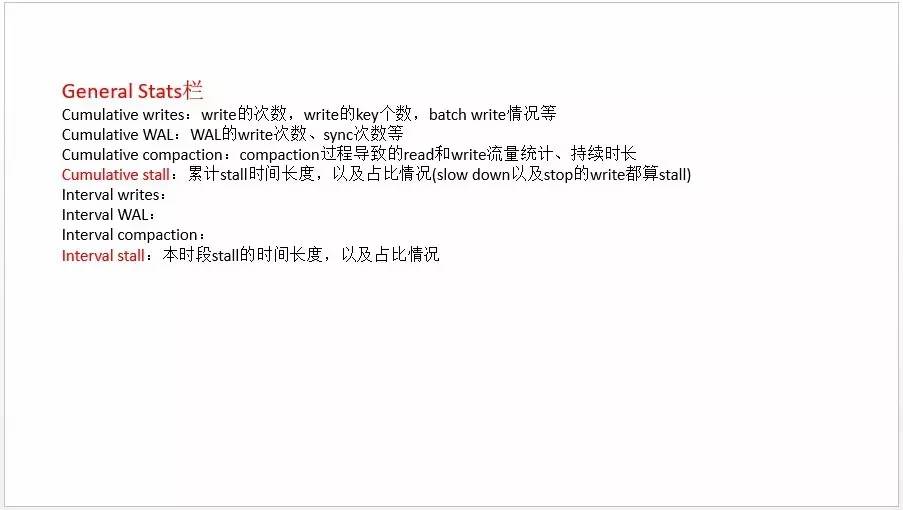 General Stats栏
Cumulative writes：write的次数，write的key个数，batch write情况等
Cumulative WAL：WAL的write次数、sync次数等
Cumulative compaction：compaction过程导致的read和write流量统计、持续时长
Cumulative stall：累计stall时间长度，以及占比情况(slow down以及stop的write都算stall)
Interval writes：
Interval WAL：
Interval compaction：
Interval stall：本时段stall的时间长度，以及占比情况